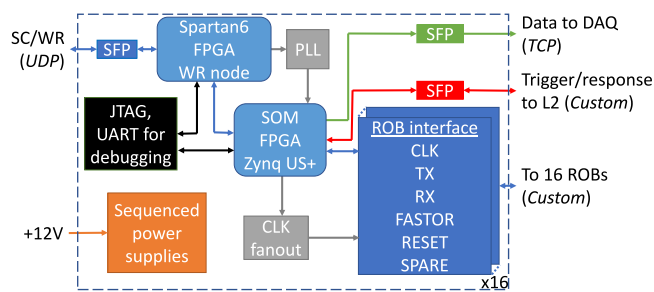 SC/WR
(UDP)
SFP
Spartan6
FPGA
WR node
PLL
SFP
Data to DAQ
(TCP)
SFP
Trigger/response
to L2 (Custom)
JTAG,
UART for
debugging
SOM
FPGA
Zynq US+
ROB interface
CLK
TX
RX
FASTOR
RESET
SPARE
To 16 ROBs
(Custom)
+12V
Sequenced
power
supplies
CLK
fanout
x16